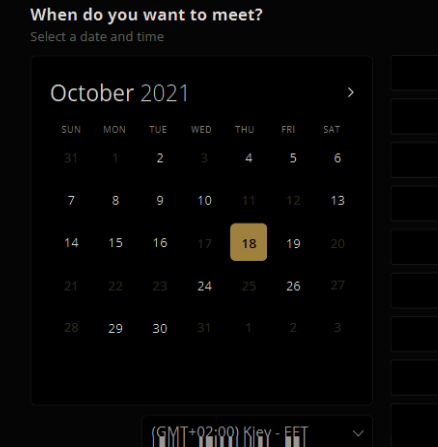 When do you want to meet?
Select a date and time
October 2021
SUN MON TUE WED THU FRI SAT
31 1 2 3 4 5 6
7 8 9 10 11 12 13
14 15 16 17 18 19 20
21 22 23 24 25 26 27
28 29 30 31 1 2 3
(GMT+02:00) Kiev - EET